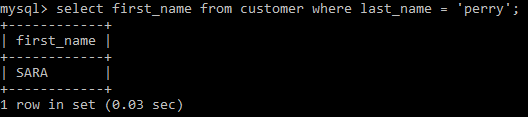 mysql> select first_name from customer where last_name = 'perry';
+------------+
| first_name |
+------------+
| SARA       |
+------------+
1 row in set (0.03 sec)